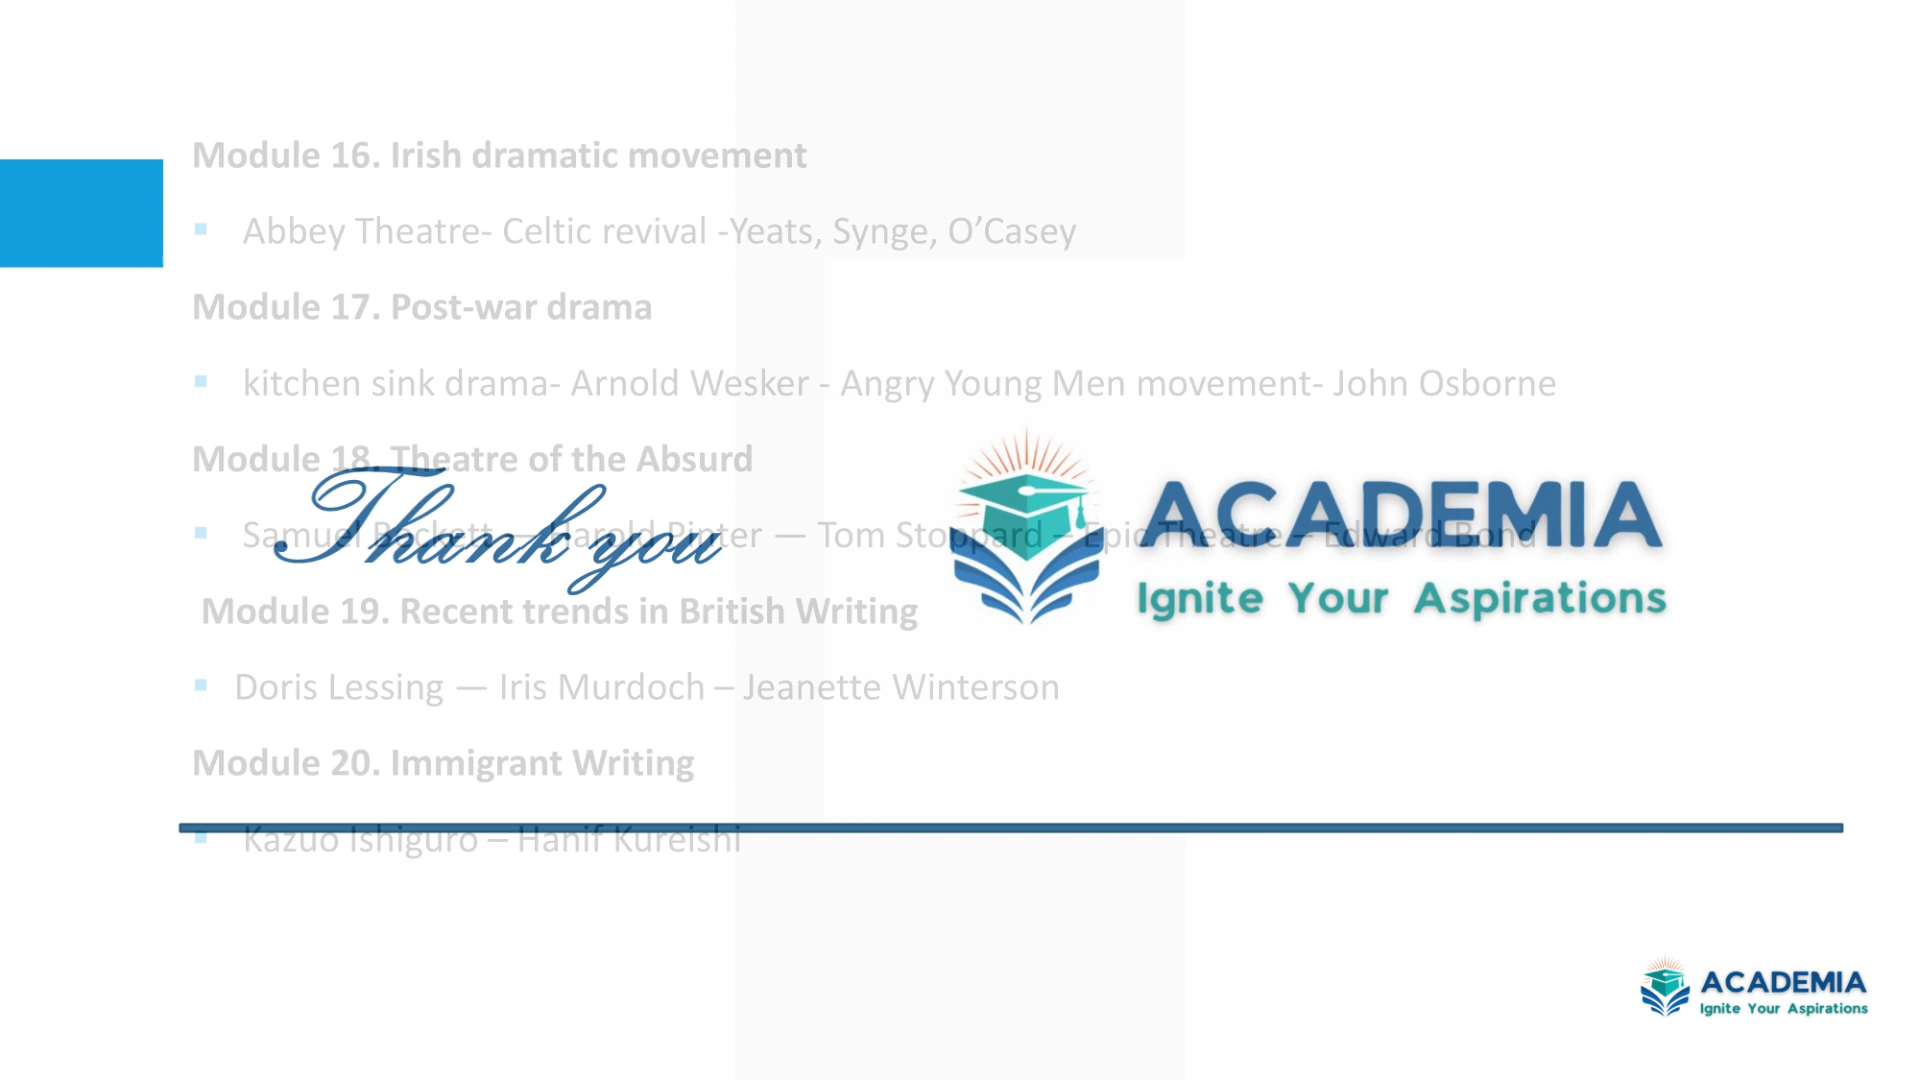 Module 16. Irish dramatic movement
Abbey Theatre- Celtic revival -Yeats, Synge, O’Casey
Module 17. Post-war drama
kitchen sink drama- Arnold Wesker - Angry Young Men movement- John Osborne
Module 18. Theatre of the Absurd
Samuel Beckett — Harold Pinter — Tom Stoppard – Epic Theatre – Edward Bond
Thank you
ACADEMIA
Ignite Your Aspirations
Module 19. Recent trends in British Writing
Doris Lessing — Iris Murdoch – Jeanette Winterson
Module 20. Immigrant Writing
Kazuo Ishiguro – Hanif Kureishi
ACADEMIA
Ignite Your Aspirations